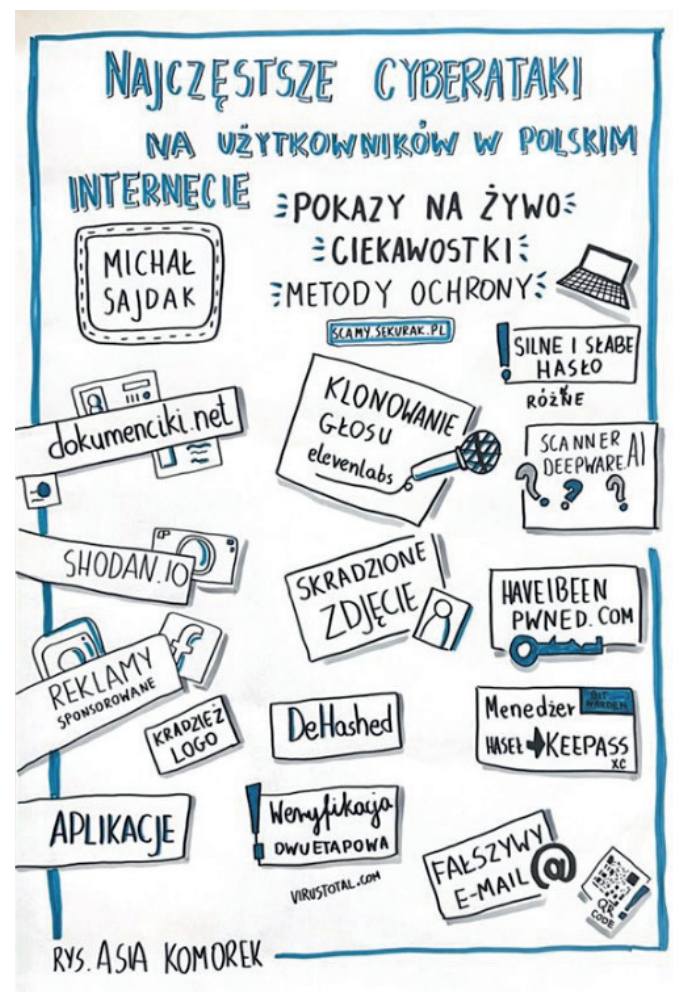 NAJCZĘSTSZE CYBERATAKI
NA UŻYTKOWNIKÓW W POLSKIM
INTERNECIE
POKAZY NA ŻYWO
CIEKAWOSTKI
METODY OCHRONY
MICHAŁ
SAJDAK
SCAMY.SEKURAK.PL
SILNE I SŁABE
HASŁO
RÓŻNE
dokumenciki.net
KLONOWANIE
GŁOSU
elevenlabs
SCANNER
DEEPWARE.AI
? ? ?
SHODAN.IO
SKRADZIONE
ZDJĘCIE
HAVEIBEEN
PWNED.COM
REKLAMY
SPONSOROWANE
KRADZIEŻ
LOGO
DeHashed
Menedżer
BIT
WARDEN
HASEŁ KEEPASS
XC
APLIKACJE
Weryfikacja
DWUETAPOWA
VIRUSTOTAL.COM
FAŁSZYWY
E-MAIL @
QR
CODE
RYS. ASIA KOMOREK